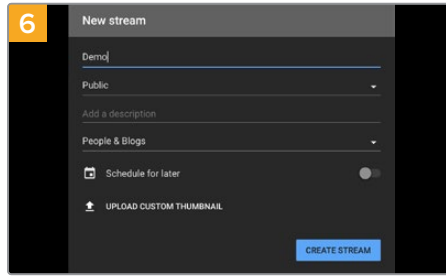 6
New stream
Demo
Public
Add a description
People & Blogs
Schedule for later
UPLOAD CUSTOM THUMBNAIL
CREATE STREAM